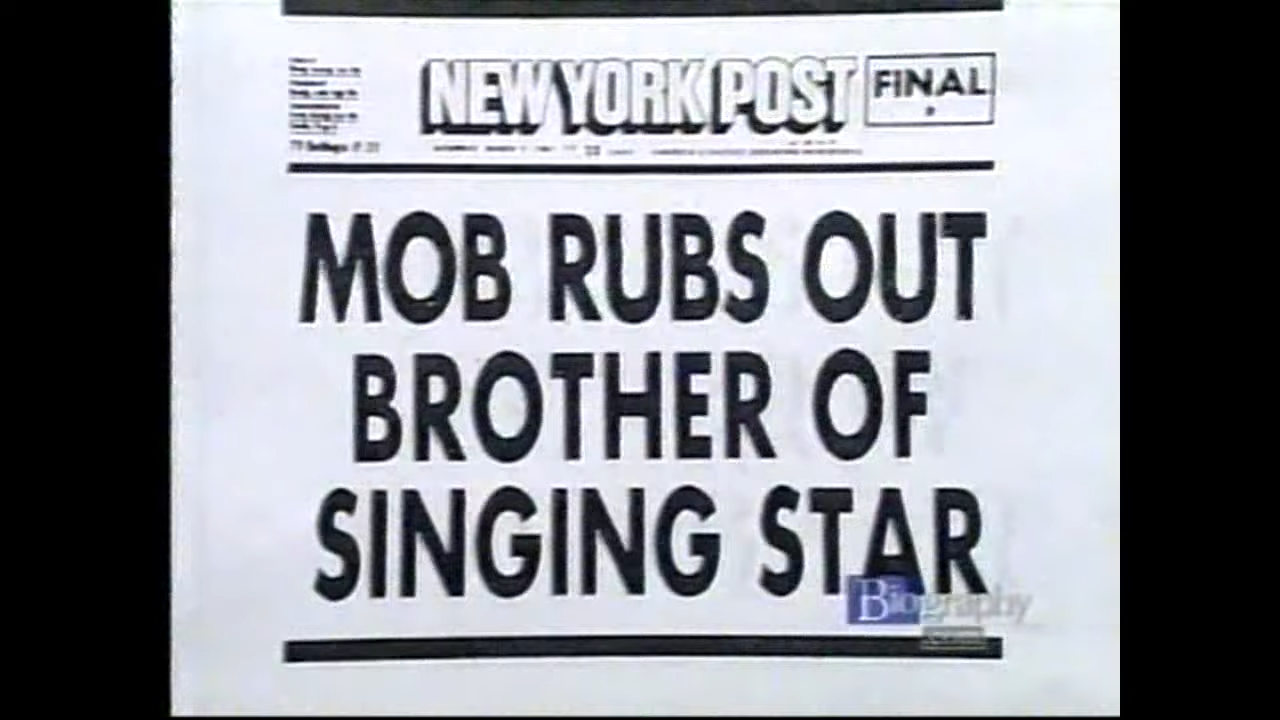 NEW YORK POST
FINAL
MOB RUBS OUT
BROTHER OF
SINGING STAR
Biography